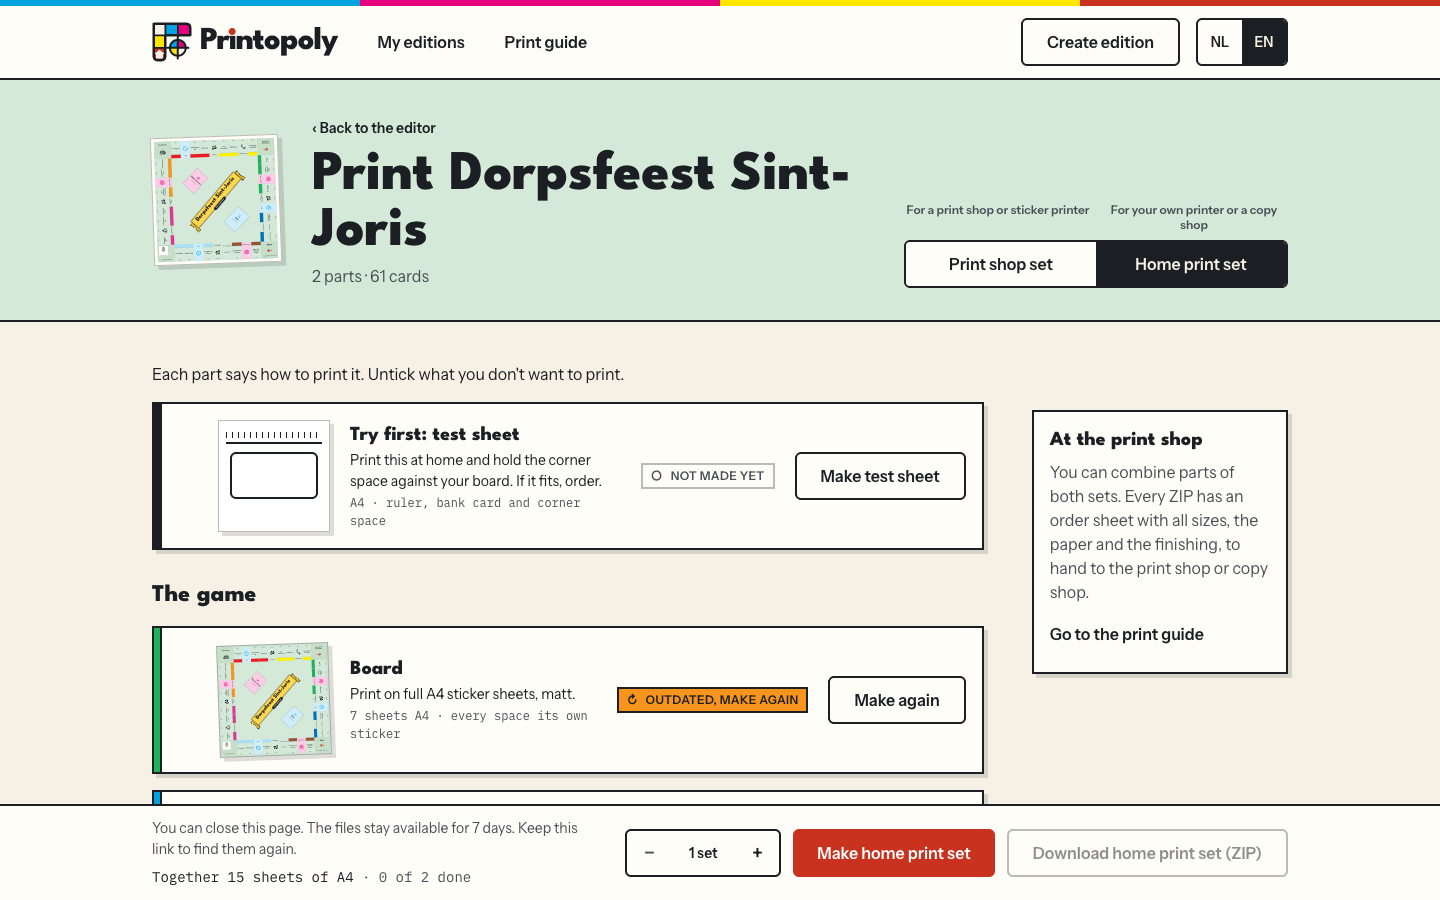 Printopoly
My editions
Print guide
Create edition
NL
EN
‹ Back to the editor
Print Dorpsfeest Sint-
Joris
2 parts · 61 cards
For a print shop or sticker printer
For your own printer or a copy
shop
Print shop set
Home print set
Each part says how to print it. Untick what you don't want to print.
Try first: test sheet
Print this at home and hold the corner
space against your board. If it fits, order.
A4 · ruler, bank card and corner
space
NOT MADE YET
Make test sheet
At the print shop
You can combine parts of
both sets. Every ZIP has an
order sheet with all sizes, the
paper and the finishing, to
hand to the print shop or copy
shop.
Go to the print guide
The game
Dorpsfeest Sint-Joris
Board
Print on full A4 sticker sheets, matt.
7 sheets A4 · every space its own
sticker
OUTDATED, MAKE AGAIN
Make again
You can close this page. The files stay available for 7 days. Keep this
link to find them again.
Together 15 sheets of A4 · 0 of 2 done
− 1 set +
Make home print set
Download home print set (ZIP)